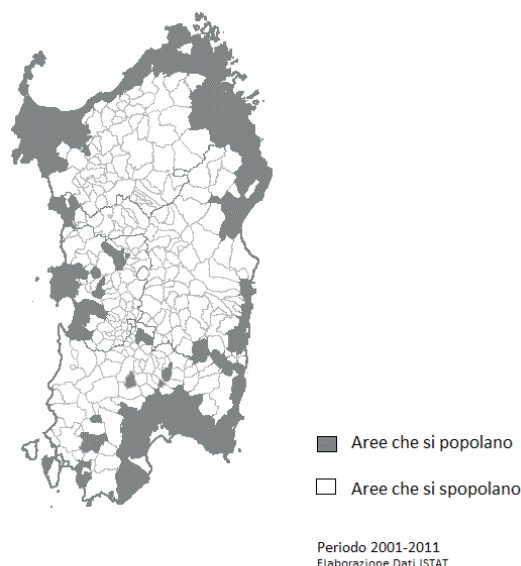 Aree che si popolano
Aree che si spopolano
Periodo 2001-2011
Elaborazione Dati ISTAT